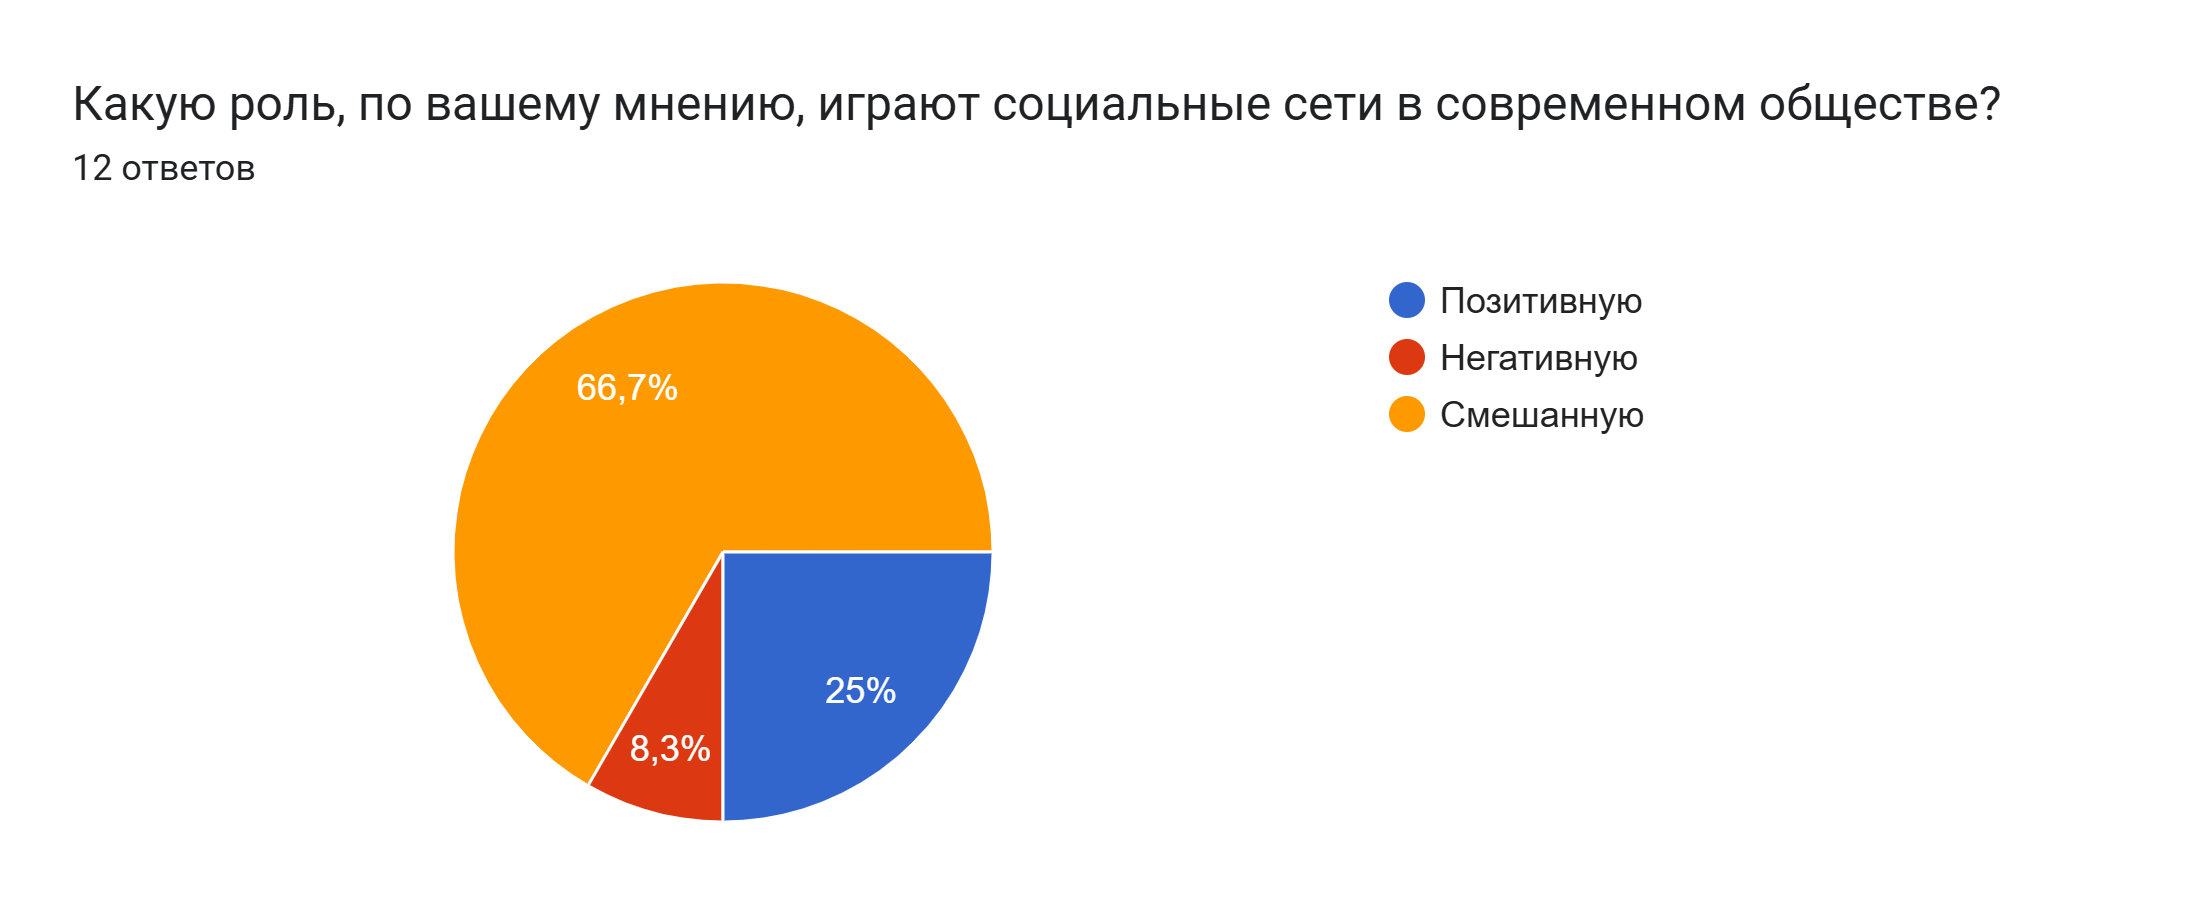 Какую роль, по вашему мнению, играют социальные сети в современном обществе?
12 ответов
Позитивную
Негативную
Смешанную
66,7%
25%
8,3%